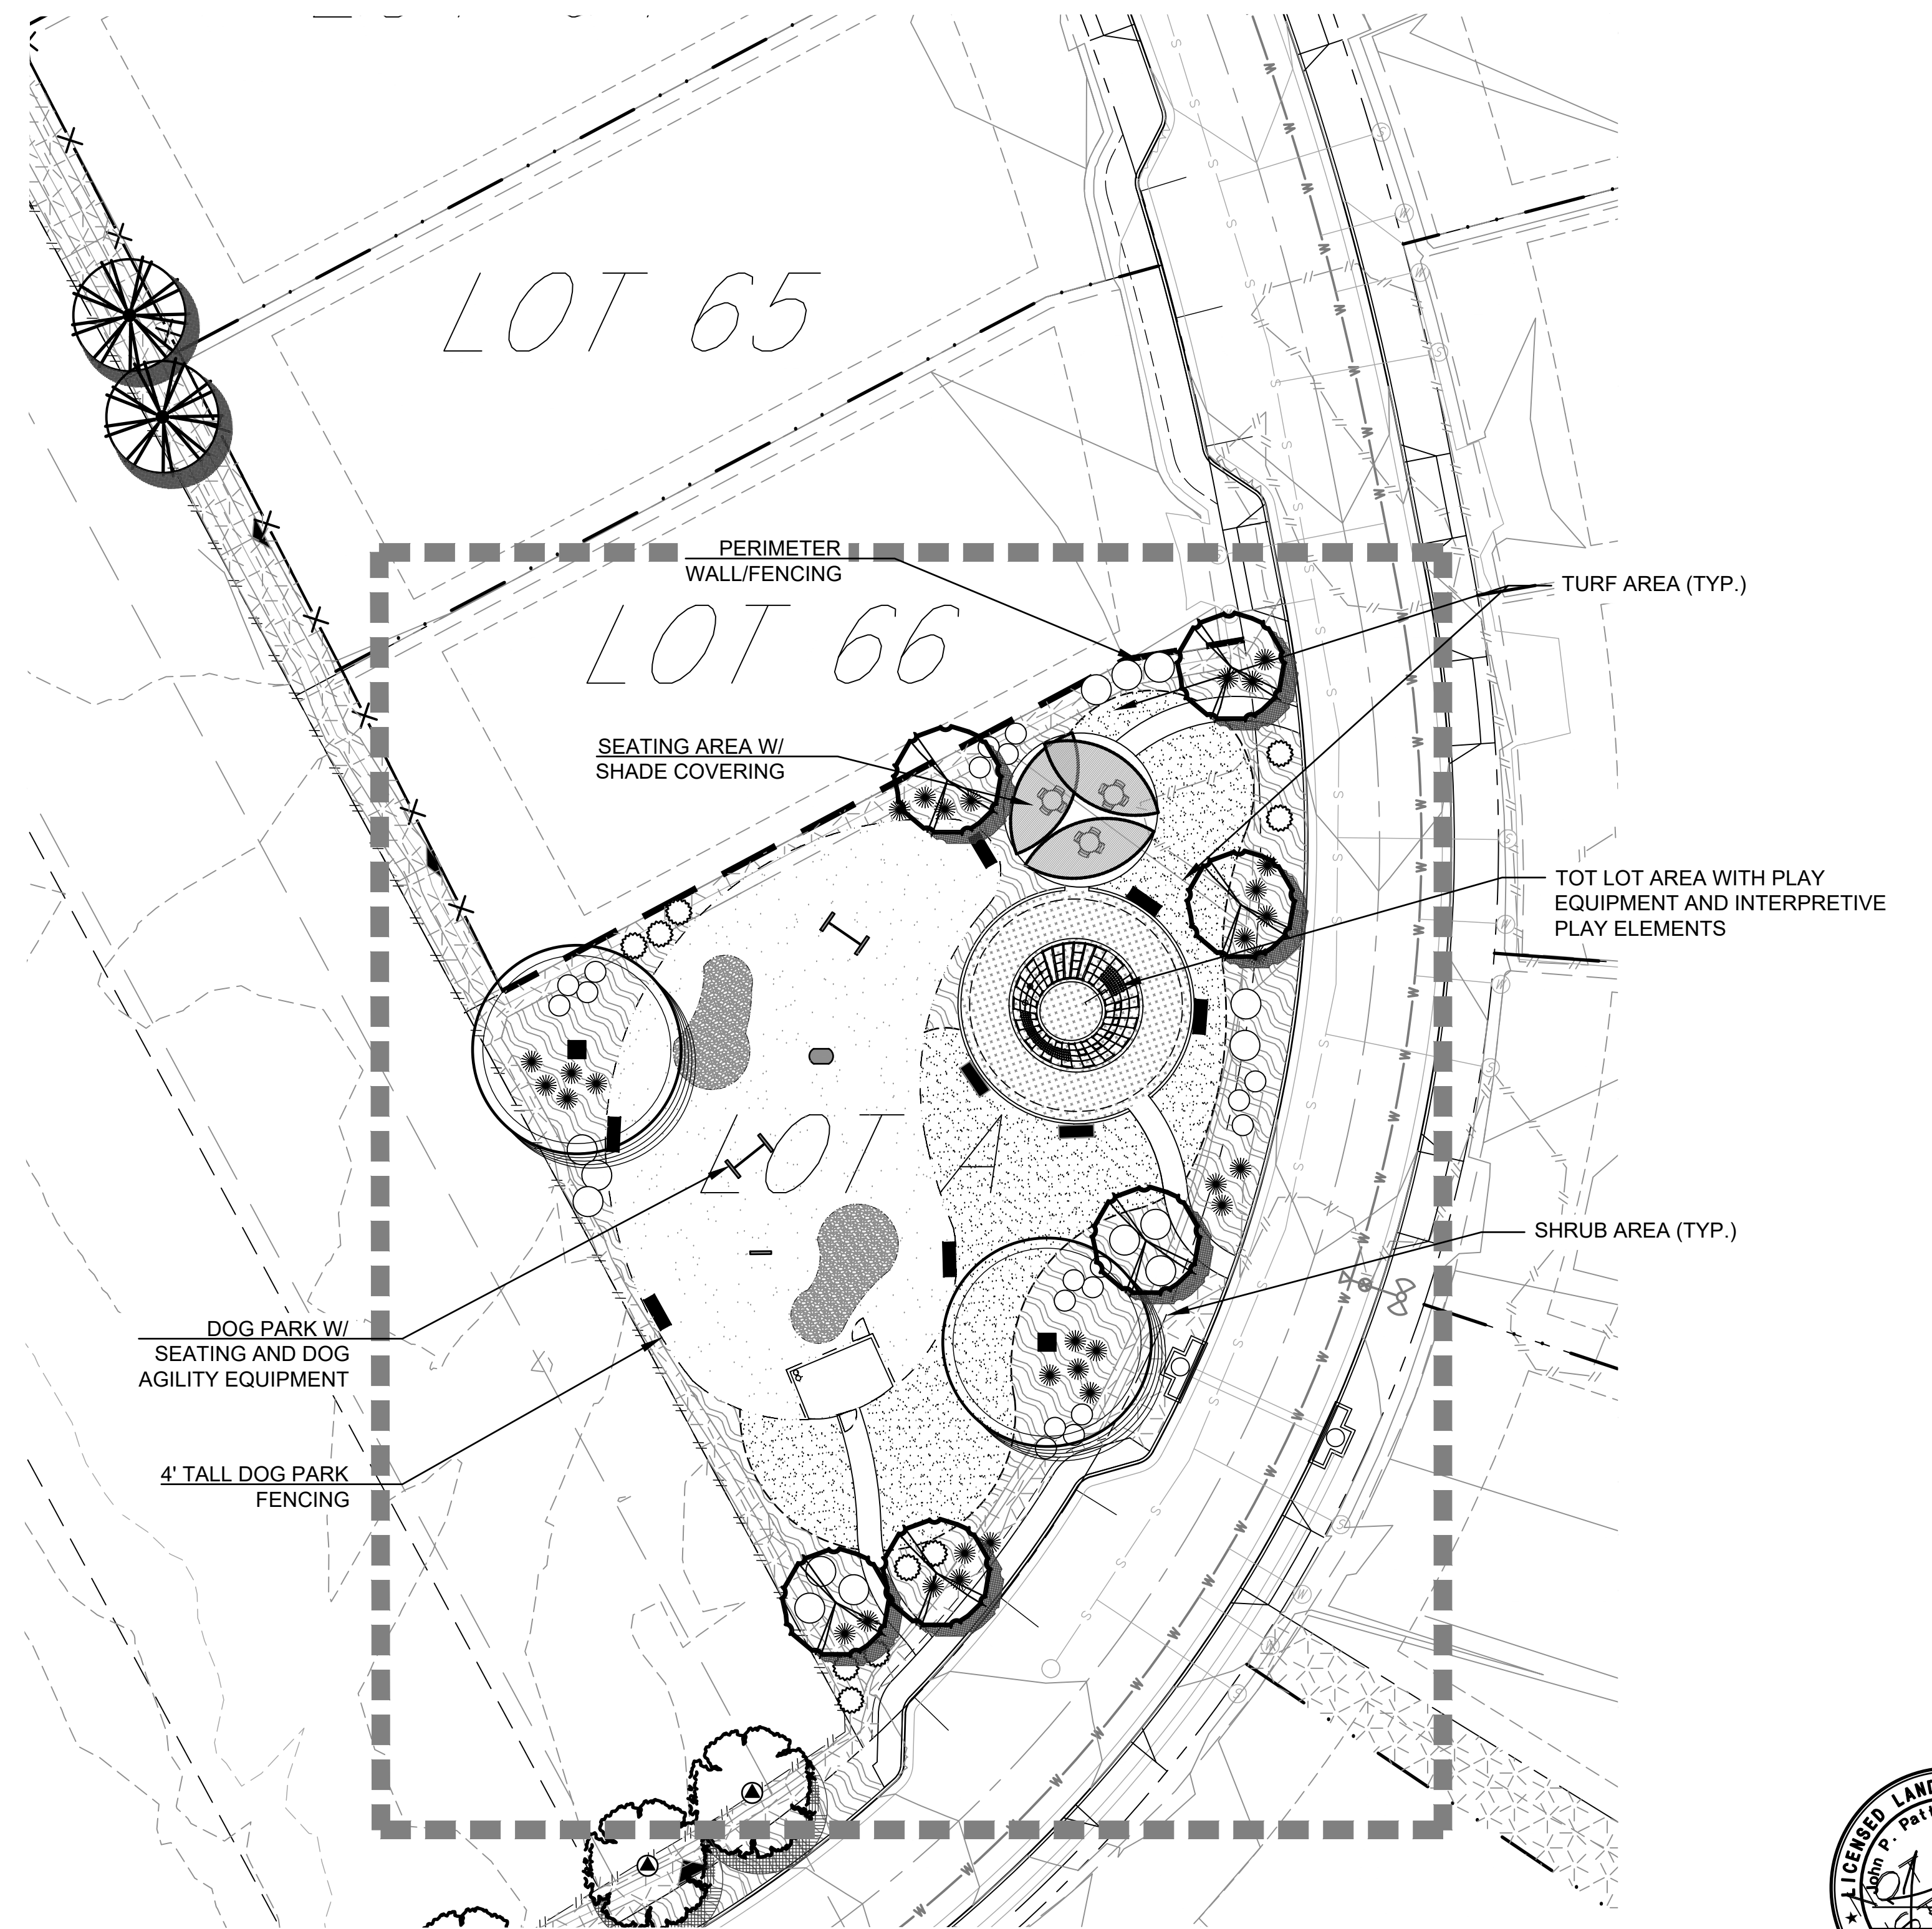 LOT 65
PERIMETER
WALL/FENCING
TURF AREA (TYP.)
LOT 66
SEATING AREA W/
SHADE COVERING
TOT LOT AREA WITH PLAY
EQUIPMENT AND INTERPRETIVE
PLAY ELEMENTS
LOT A
SHRUB AREA (TYP.)
DOG PARK W/
SEATING AND DOG
AGILITY EQUIPMENT
4' TALL DOG PARK
FENCING
LICENSED
John P.